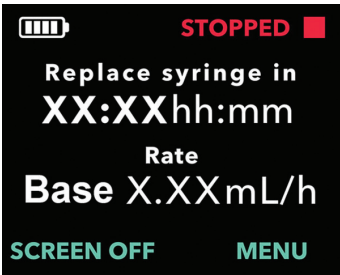 STOPPED
Replace syringe in
XX:XXhh:mm
Rate
Base X.XXmL/h
SCREEN OFF MENU